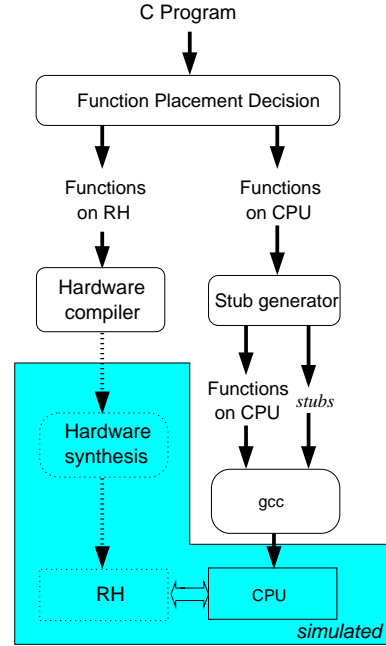 C Program
Function Placement Decision
Functions
on RH
Functions
on CPU
Hardware
compiler
Stub generator
Functions
on CPU
stubs
Hardware
synthesis
gcc
RH
CPU
simulated